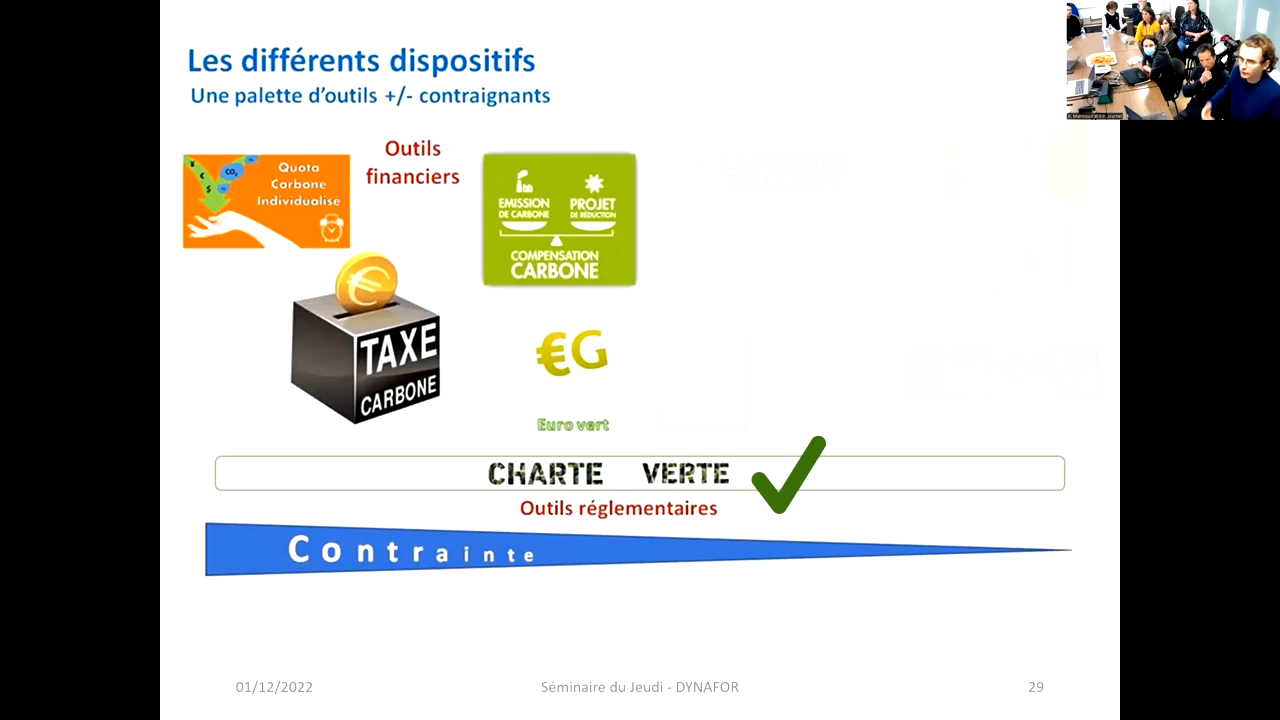 Les différents dispositifs
Une palette d'outils +/- contraignants
Outils
financiers
Quota
Carbone
Individualisé
¥
€
$
CO₂
EMISSION
DE CARBONE
PROJET
DE RÉDUCTION
COMPENSATION
CARBONE
€
TAXE
CARBONE
€G
Euro vert
CHARTE VERTE
Outils réglementaires
Contrainte
01/12/2022
Séminaire du Jeudi - DYNAFOR
29